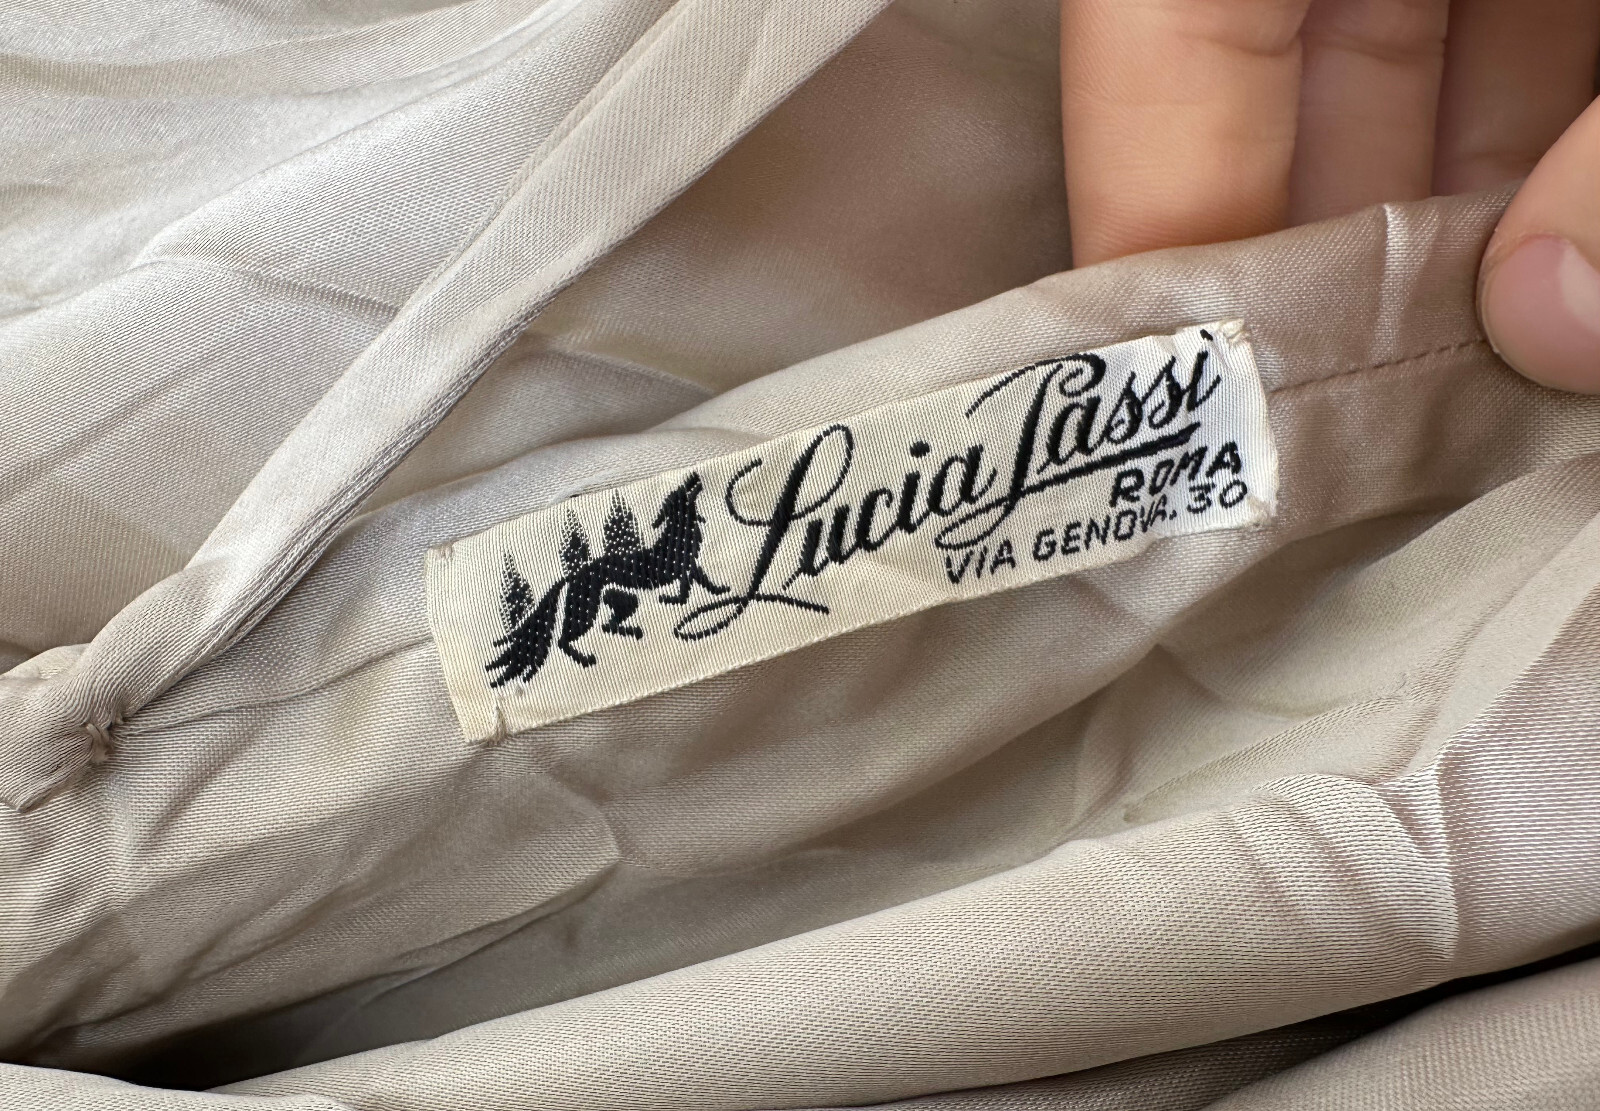 Lucia Passi
ROMA
VIA GENOVA. 30